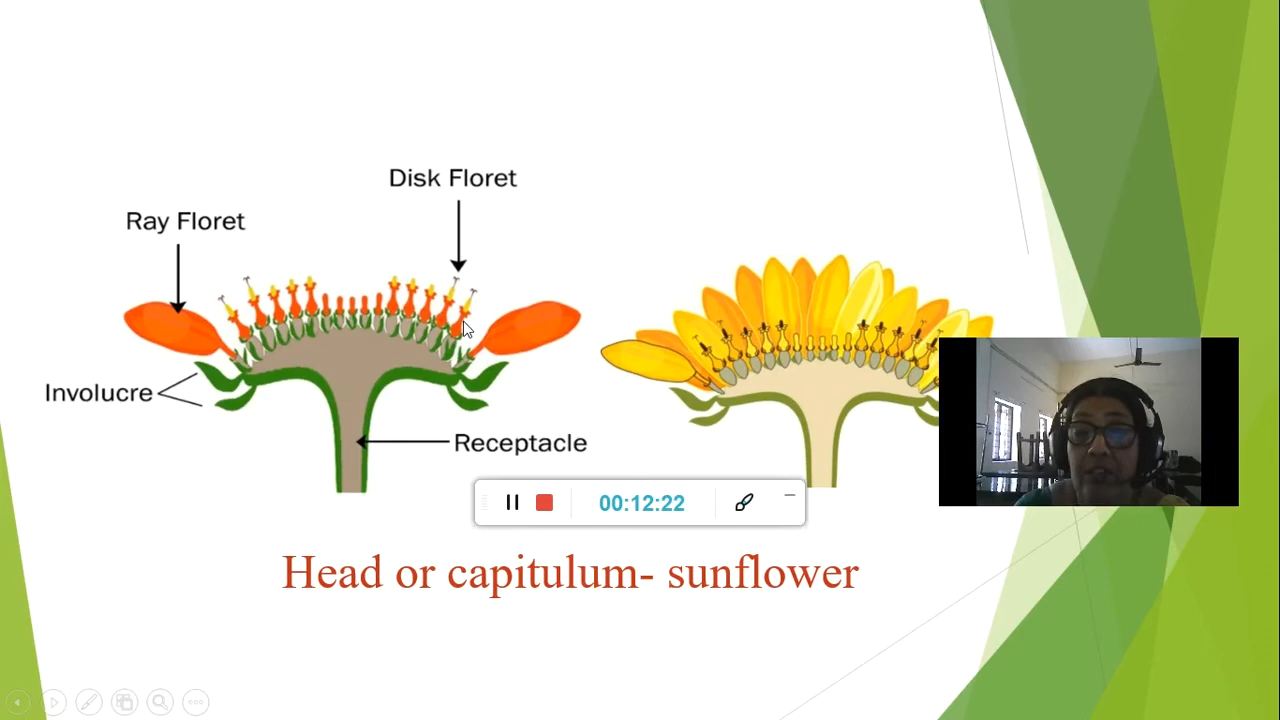 Disk Floret
Ray Floret
Involucre
Receptacle
00:12:22
Head or capitulum- sunflower